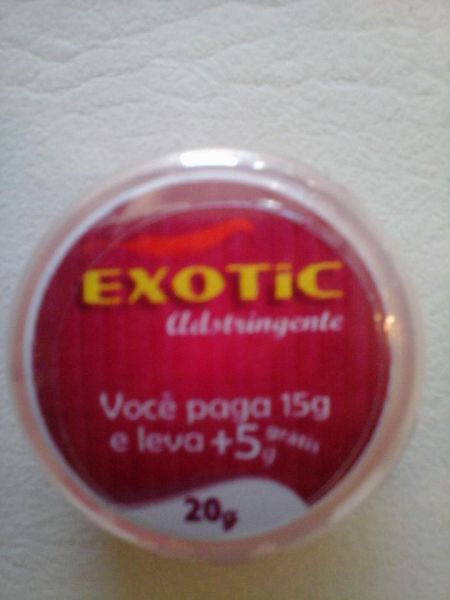 EXOTiC
Adstringente
Você paga 15g
e leva +5g grátis
20g